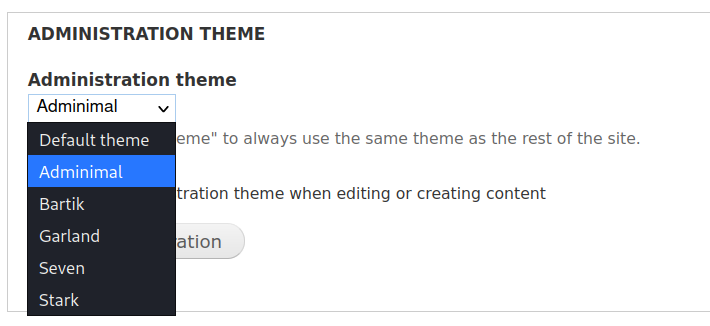 ADMINISTRATION THEME
Administration theme
Adminimal
Default theme
eme" to always use the same theme as the rest of the site.
Adminimal
tration theme when editing or creating content
Bartik
Garland
ration
Seven
Stark